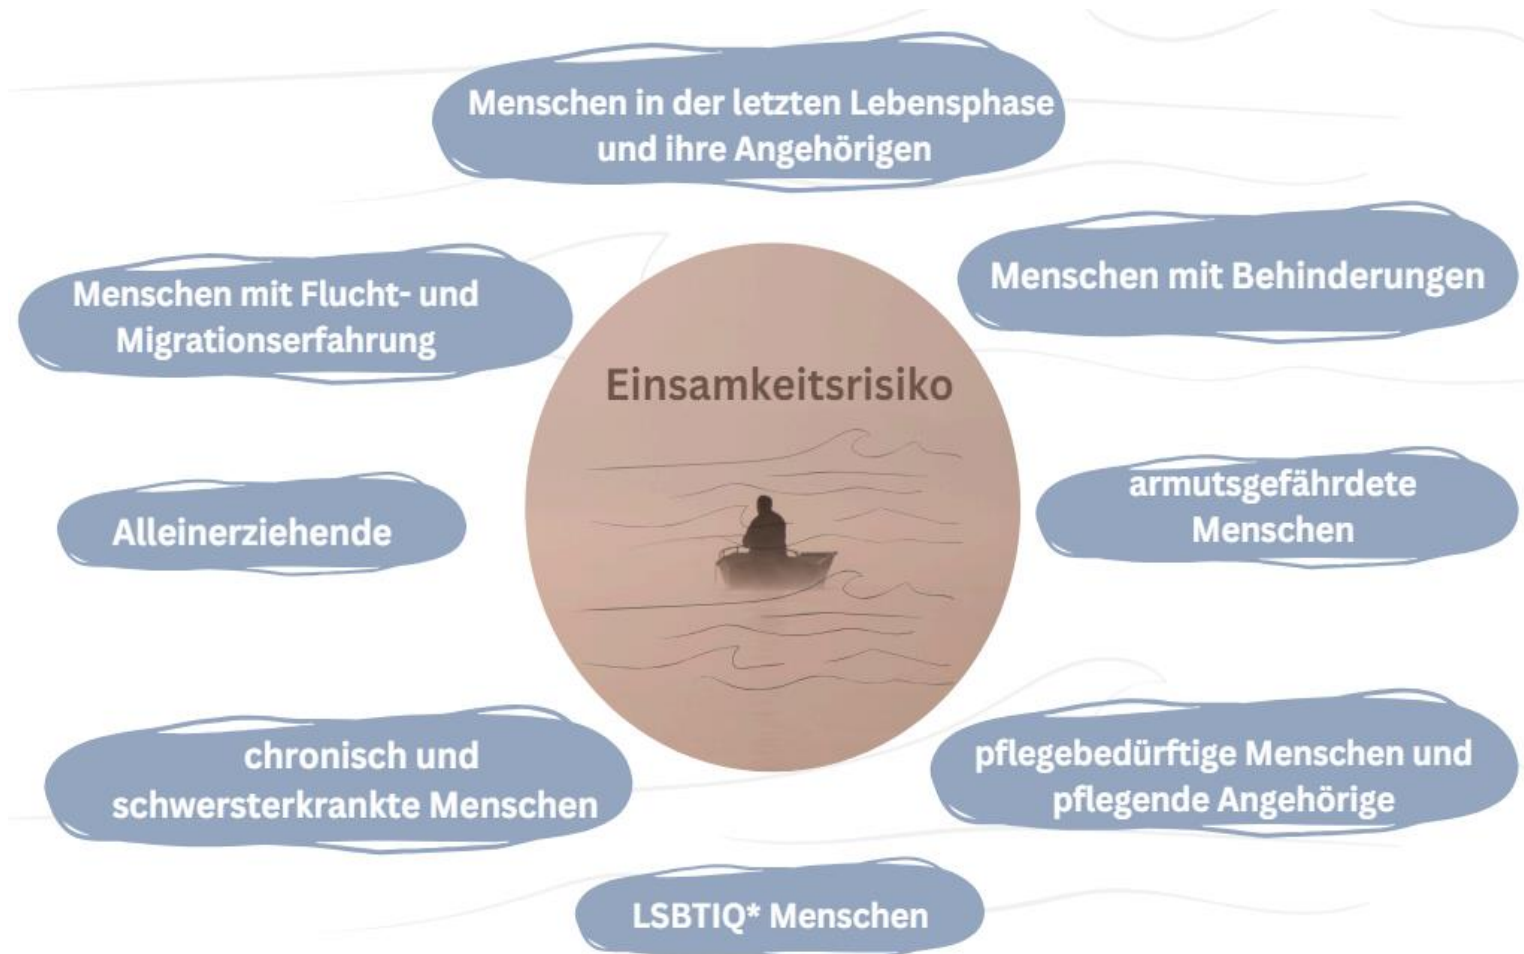 Menschen in der letzten Lebensphase
und ihre Angehörigen
Menschen mit Flucht- und
Migrationserfahrung
Menschen mit Behinderungen
Einsamkeitsrisiko
Alleinerziehende
armutsgefährdete
Menschen
chronisch und
schwersterkrankte Menschen
pflegebedürftige Menschen und
pflegende Angehörige
LSBTIQ* Menschen